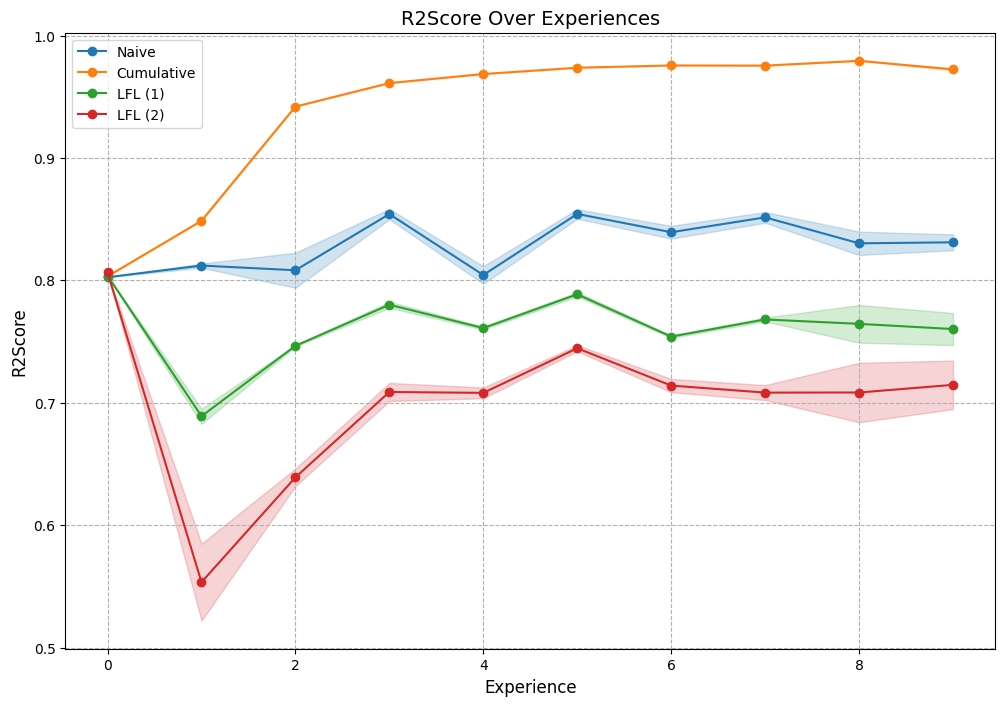 R2Score Over Experiences
Naive
Cumulative
LFL (1)
LFL (2)
1.0
0.9
0.8
0.7
0.6
0.5
R2Score
0 2 4 6 8
Experience